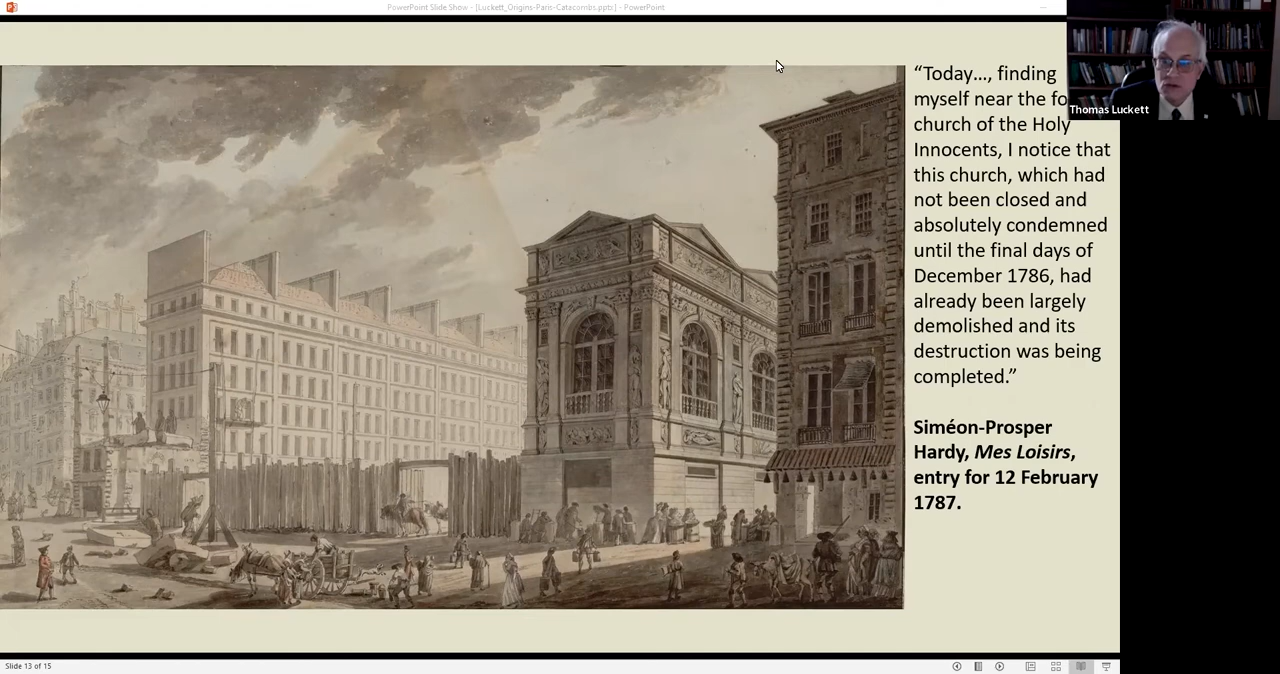 PowerPoint Slide Show - [Luckett_Origins-Paris-Catacombs.pptx] - PowerPoint
“Today…, finding
myself near the
church of the Holy
Innocents, I notice that
this church, which had
not been closed and
absolutely condemned
until the final days of
December 1786, had
already been largely
demolished and its
destruction was being
completed.”
Siméon-Prosper
Hardy, Mes Loisirs,
entry for 12 February
1787.
Thomas Luckett
Slide 13 of 15